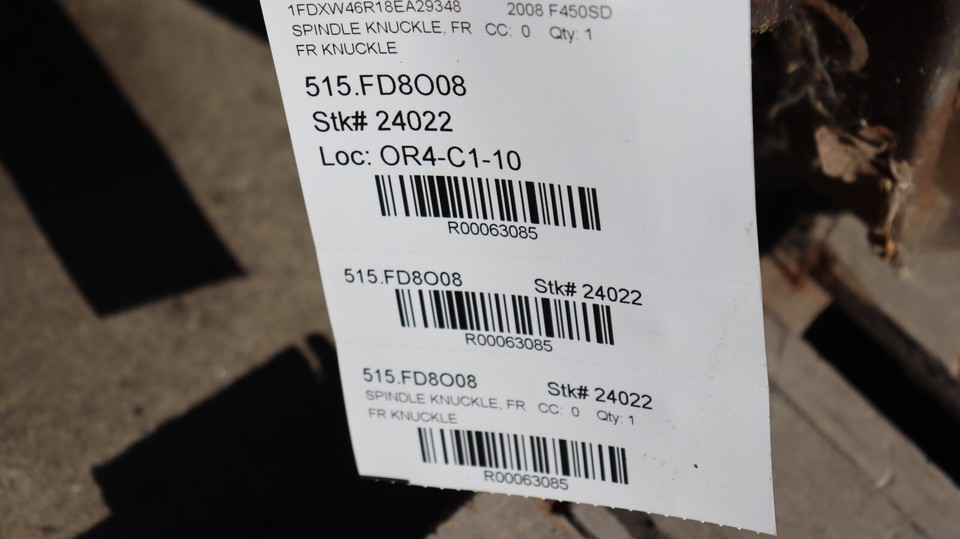 1FDXW46R18EA29348 2008 F450SD
SPINDLE KNUCKLE, FR CC: 0 Qty: 1
FR KNUCKLE
515.FD8O08
Stk# 24022
Loc: OR4-C1-10
R00063085
515.FD8O08 Stk# 24022
R00063085
515.FD8O08 Stk# 24022
SPINDLE KNUCKLE, FR CC: 0 Qty: 1
FR KNUCKLE
R00063085